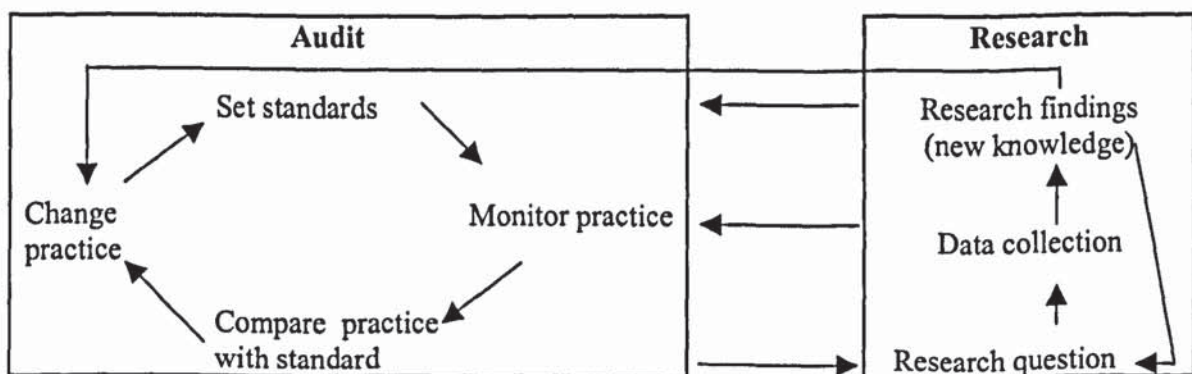 Audit
Set standards
Monitor practice
Compare practice
with standard
Change
practice
Research
Research findings
(new knowledge)
Data collection
Research question